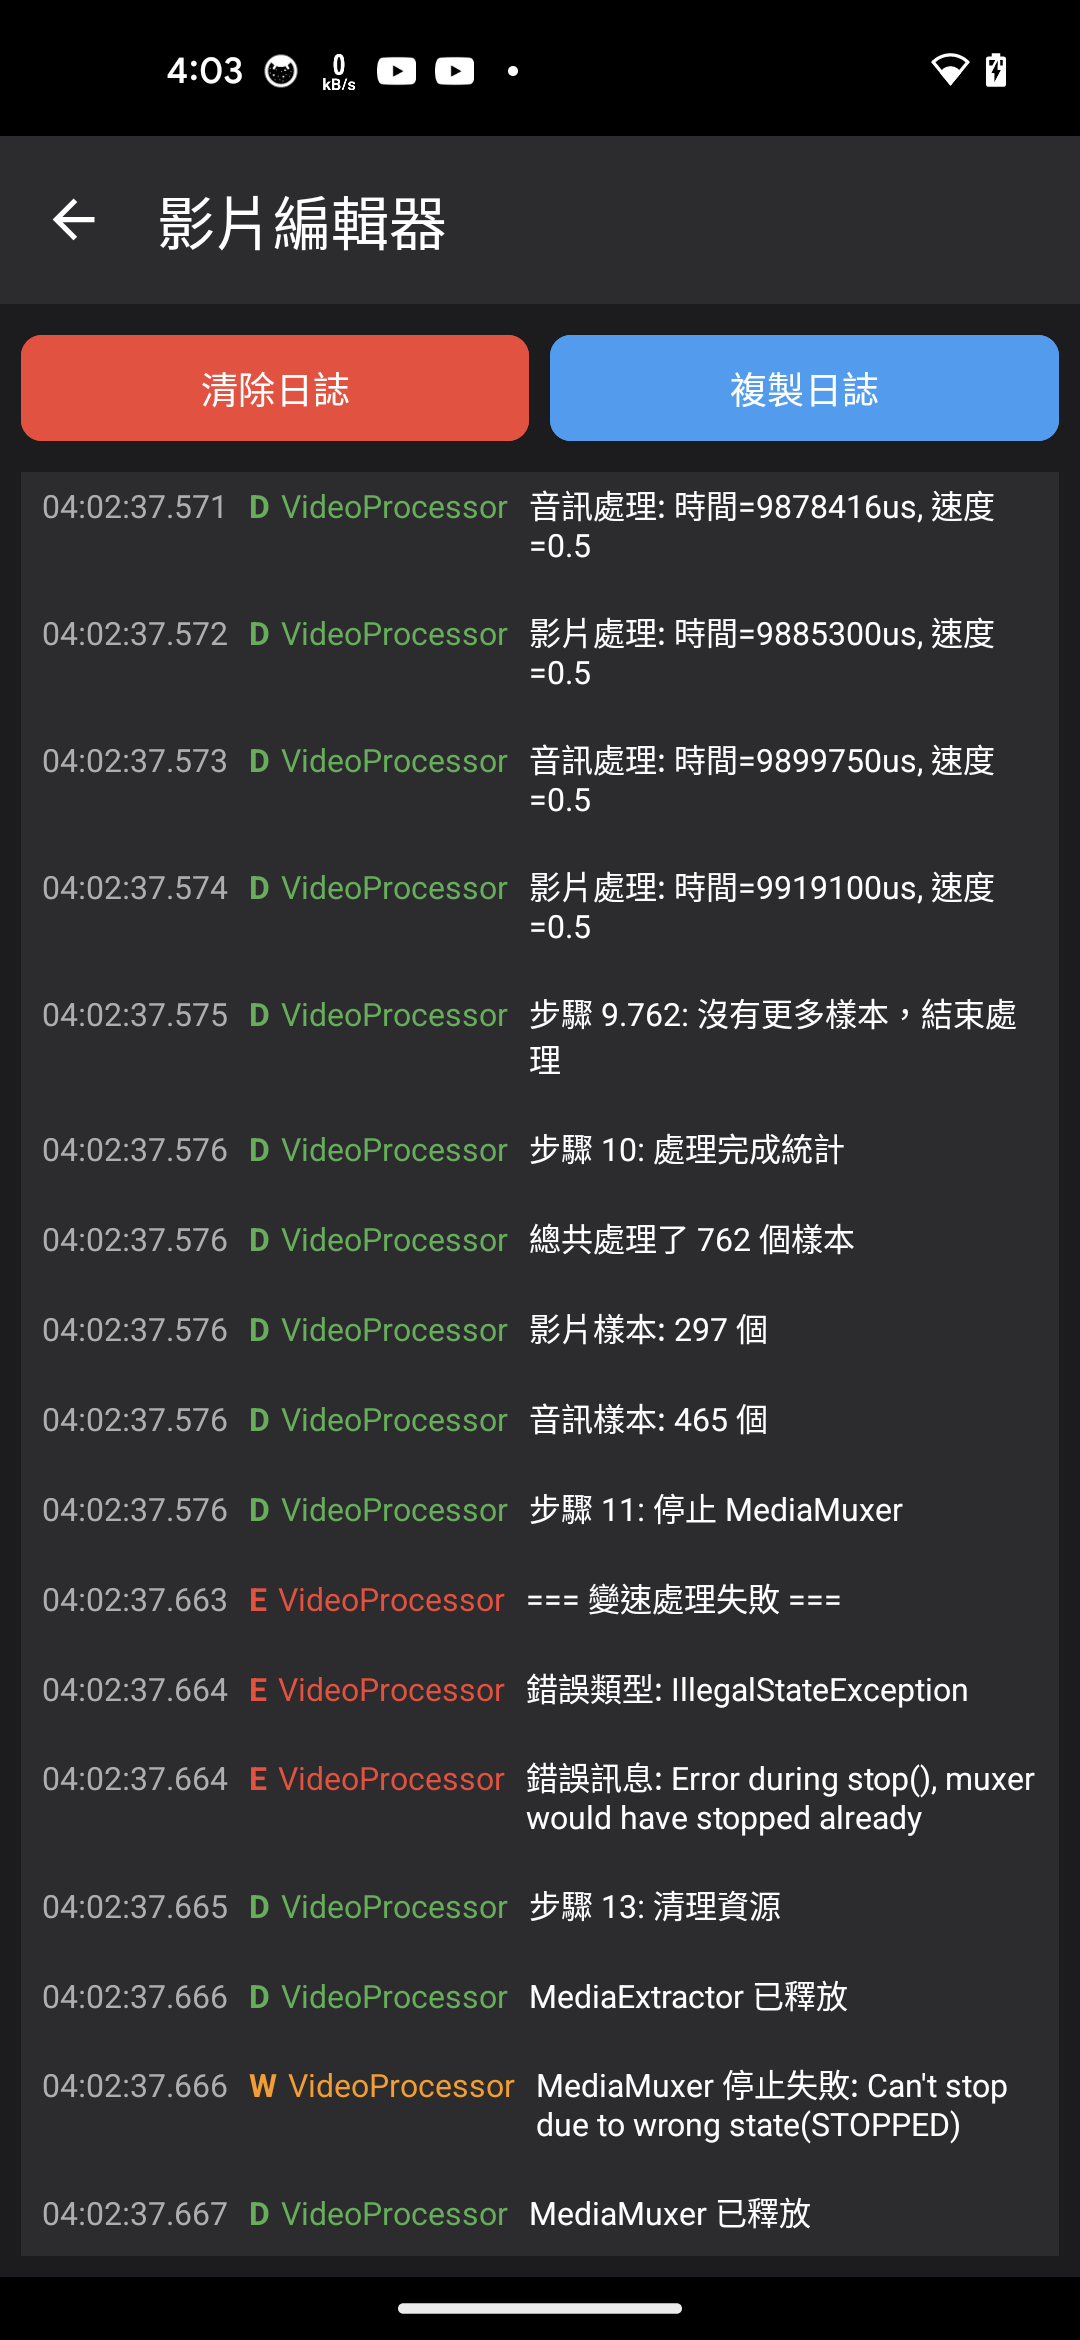 4:03 0 kB/s
影片編輯器
清除日誌 複製日誌
04:02:37.571 D VideoProcessor 音訊處理: 時間=9878416us, 速度
=0.5
04:02:37.572 D VideoProcessor 影片處理: 時間=9885300us, 速度
=0.5
04:02:37.573 D VideoProcessor 音訊處理: 時間=9899750us, 速度
=0.5
04:02:37.574 D VideoProcessor 影片處理: 時間=9919100us, 速度
=0.5
04:02:37.575 D VideoProcessor 步驟 9.762: 沒有更多樣本，結束處
理
04:02:37.576 D VideoProcessor 步驟 10: 處理完成統計
04:02:37.576 D VideoProcessor 總共處理了 762 個樣本
04:02:37.576 D VideoProcessor 影片樣本: 297 個
04:02:37.576 D VideoProcessor 音訊樣本: 465 個
04:02:37.576 D VideoProcessor 步驟 11: 停止 MediaMuxer
04:02:37.663 E VideoProcessor === 變速處理失敗 ===
04:02:37.664 E VideoProcessor 錯誤類型: IllegalStateException
04:02:37.664 E VideoProcessor 錯誤訊息: Error during stop(), muxer
would have stopped already
04:02:37.665 D VideoProcessor 步驟 13: 清理資源
04:02:37.666 D VideoProcessor MediaExtractor 已釋放
04:02:37.666 W VideoProcessor MediaMuxer 停止失敗: Can't stop
due to wrong state(STOPPED)
04:02:37.667 D VideoProcessor MediaMuxer 已釋放